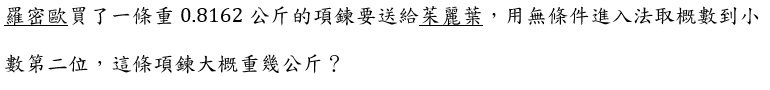 羅密歐買了一條重 0.8162 公斤的項鍊要送給茱麗葉，用無條件進入法取概數到小
數第二位，這條項鍊大概重幾公斤？